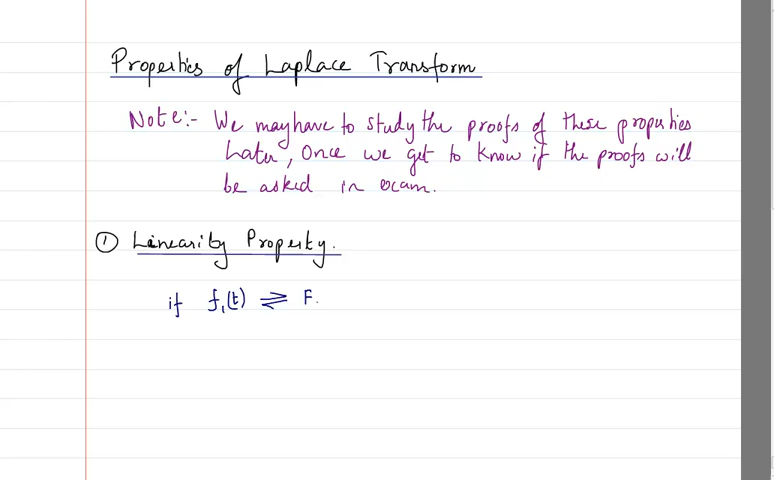 Properties of Laplace Transform
Note:- We may have to study the proofs of these properties
Later, Once we get to know if the proofs will
be asked in exam.
① Linearity Property.
if f₁(t) ⇌ F.